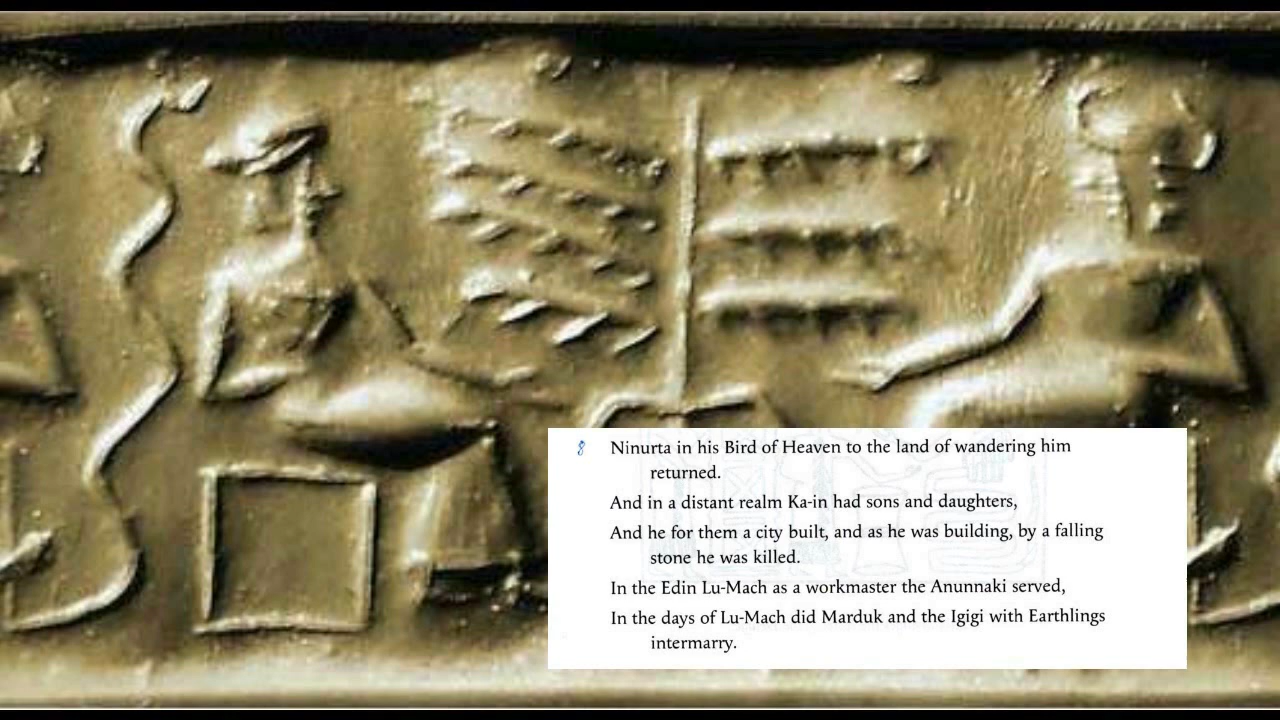 8 Ninurta in his Bird of Heaven to the land of wandering him
returned.
And in a distant realm Ka-in had sons and daughters,
And he for them a city built, and as he was building, by a falling
stone he was killed.
In the Edin Lu-Mach as a workmaster the Anunnaki served,
In the days of Lu-Mach did Marduk and the Igigi with Earthlings
intermarry.